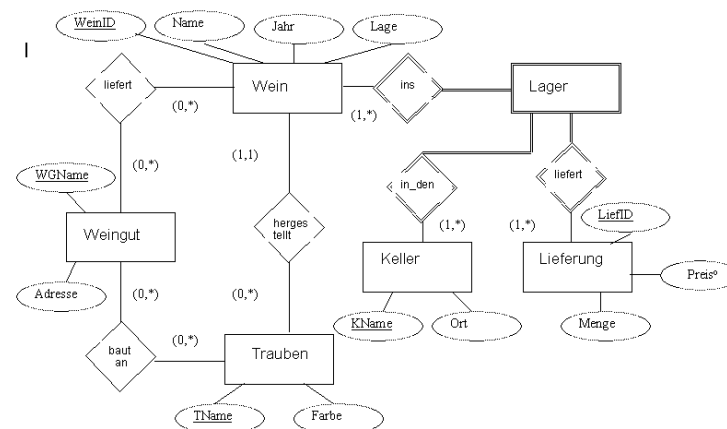 WeinID
Name
Jahr
Lage
liefert
Wein
ins
Lager
(0,*)
(1,*)
(1,1)
(0,*)
WGName
in_den
liefert
herges
tellt
LiefID
Weingut
(1,*)
(1,*)
Keller
Lieferung
Preisº
Adresse
(0,*)
(0,*)
KName
Ort
Menge
(0,*)
baut
an
Trauben
TName
Farbe